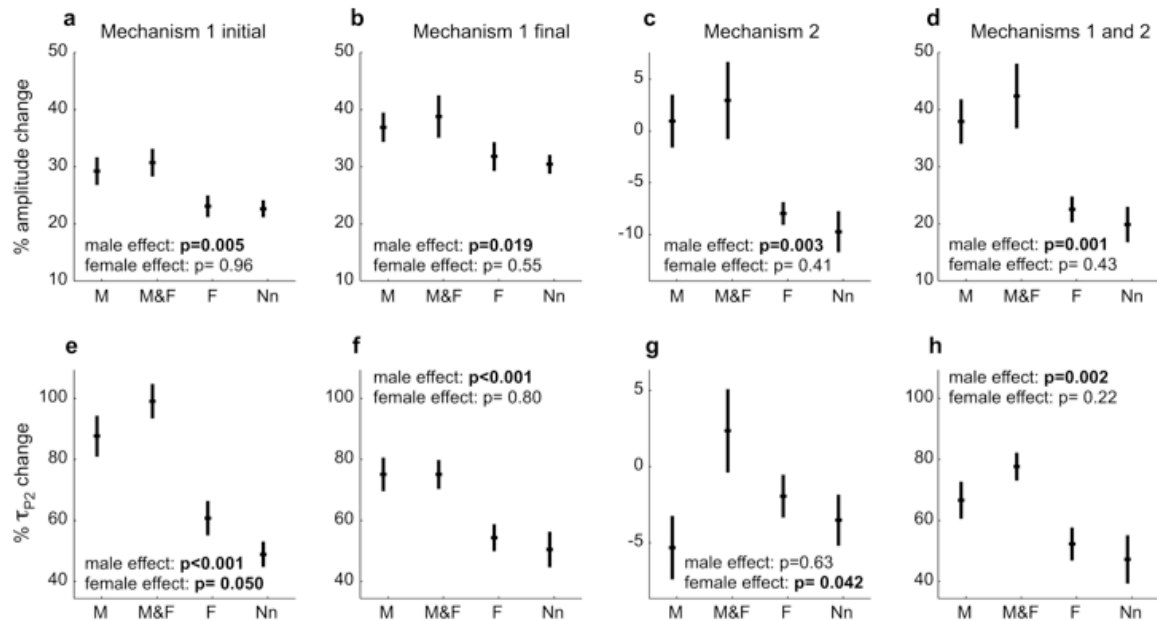 a
Mechanism 1 initial
% amplitude change
50
40
30
20
10
male effect: p=0.005
female effect: p= 0.96
M M&F F Nn
b
Mechanism 1 final
50
40
30
20
10
male effect: p=0.019
female effect: p= 0.55
M M&F F Nn
c
Mechanism 2
5
0
-5
-10
male effect: p=0.003
female effect: p= 0.41
M M&F F Nn
d
Mechanisms 1 and 2
50
40
30
20
10
male effect: p=0.001
female effect: p= 0.43
M M&F F Nn
e
% τP2 change
100
80
60
40
male effect: p<0.001
female effect: p= 0.050
M M&F F Nn
f
male effect: p<0.001
female effect: p= 0.80
100
80
60
40
M M&F F Nn
g
5
0
-5
male effect: p=0.63
female effect: p= 0.042
M M&F F Nn
h
male effect: p=0.002
female effect: p= 0.22
100
80
60
40
M M&F F Nn